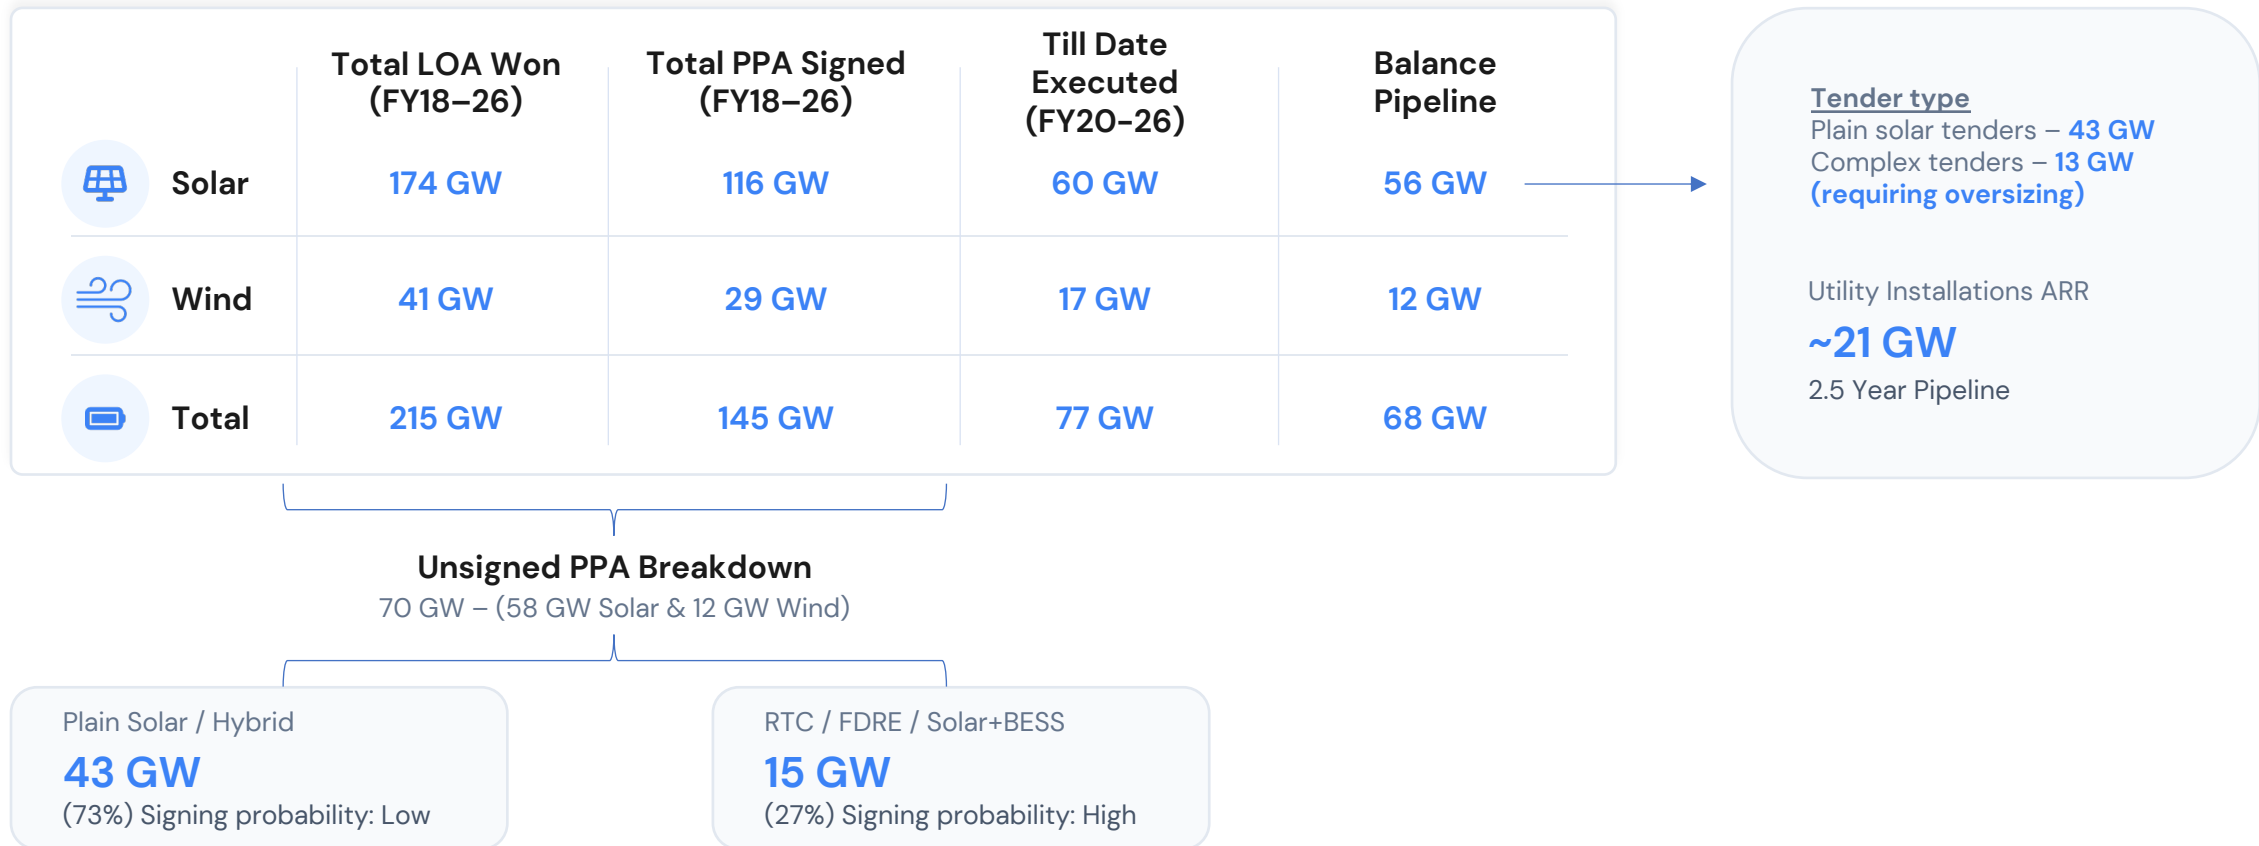 Total LOA Won
(FY18–26)
Total PPA Signed
(FY18–26)
Till Date
Executed
(FY20-26)
Balance
Pipeline
Solar
174 GW
116 GW
60 GW
56 GW
Wind
41 GW
29 GW
17 GW
12 GW
Total
215 GW
145 GW
77 GW
68 GW
Tender type
Plain solar tenders – 43 GW
Complex tenders – 13 GW
(requiring oversizing)
Utility Installations ARR
~21 GW
2.5 Year Pipeline
Unsigned PPA Breakdown
70 GW – (58 GW Solar & 12 GW Wind)
Plain Solar / Hybrid
43 GW
(73%) Signing probability: Low
RTC / FDRE / Solar+BESS
15 GW
(27%) Signing probability: High